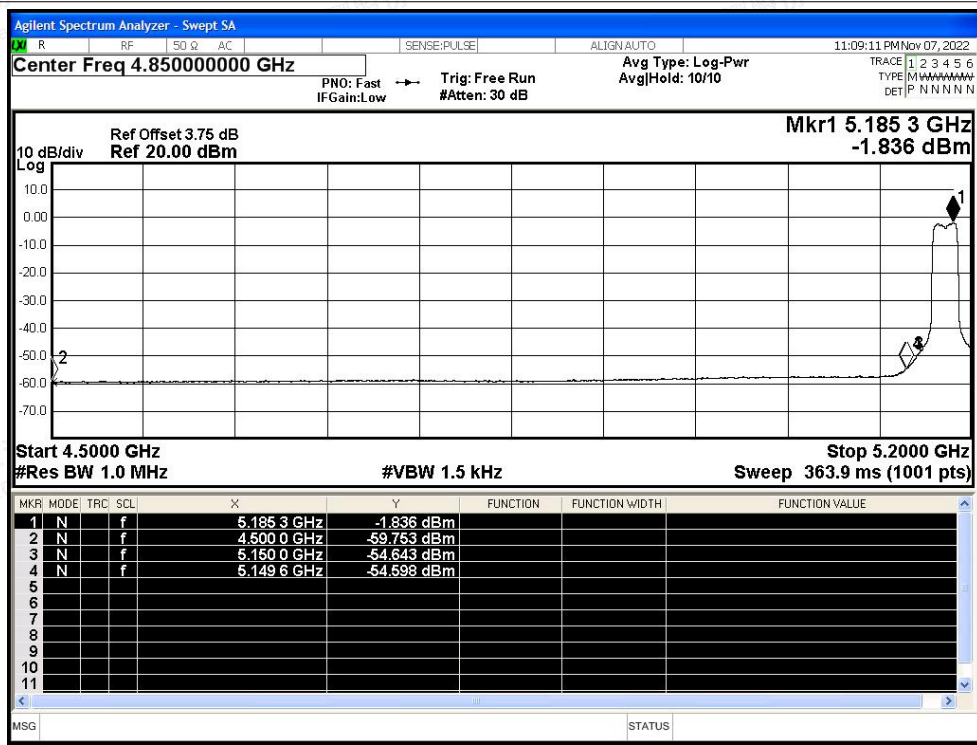 Agilent Spectrum Analyzer - Swept SA
LXI R RF 50 Ω AC SENSE:PULSE ALIGN AUTO 11:09:11 PM Nov 07, 2022
Center Freq 4.850000000 GHz Avg Type: Log-Pwr TRACE 1 2 3 4 5 6
PNO: Fast Trig: Free Run Avg|Hold: 10/10 TYPE M
IFGain:Low #Atten: 30 dB DET P N N N N N
Mkr1 5.185 3 GHz
Ref Offset 3.75 dB
10 dB/div Ref 20.00 dBm -1.836 dBm
Log
10.0
1
0.00
-10.0
-20.0
-30.0
-40.0
-50.0
2
-60.0
-70.0
Start 4.5000 GHz Stop 5.2000 GHz
#Res BW 1.0 MHz #VBW 1.5 kHz Sweep 363.9 ms (1001 pts)
MKR MODE TRC SCL X Y FUNCTION FUNCTION WIDTH FUNCTION VALUE
1 N f 5.185 3 GHz -1.836 dBm
2 N f 4.500 0 GHz -59.753 dBm
3 N f 5.150 0 GHz -54.643 dBm
4 N f 5.149 6 GHz -54.598 dBm
5
6
7
8
9
10
11
MSG STATUS